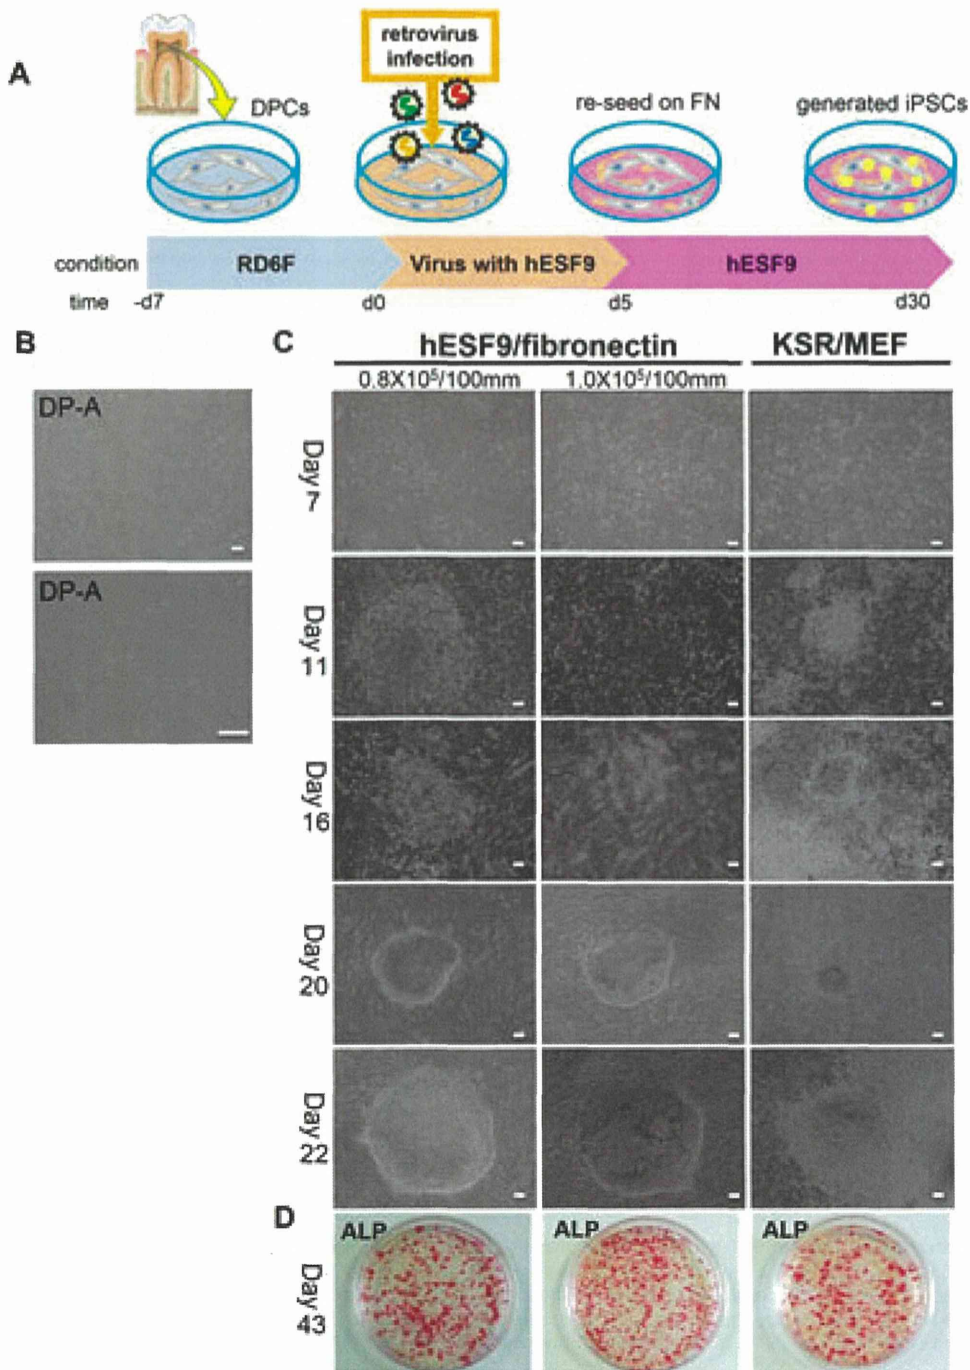 A
retrovirus
infection
DPCs
re-seed on FN
generated iPSCs
condition
RD6F
Virus with hESF9
hESF9
time
-d7
d0
d5
d30
B
DP-A
DP-A
C
hESF9/fibronectin
KSR/MEF
0.8X10⁵/100mm
1.0X10⁵/100mm
Day 7
Day 11
Day 16
Day 20
Day 22
D
ALP
ALP
ALP
Day 43